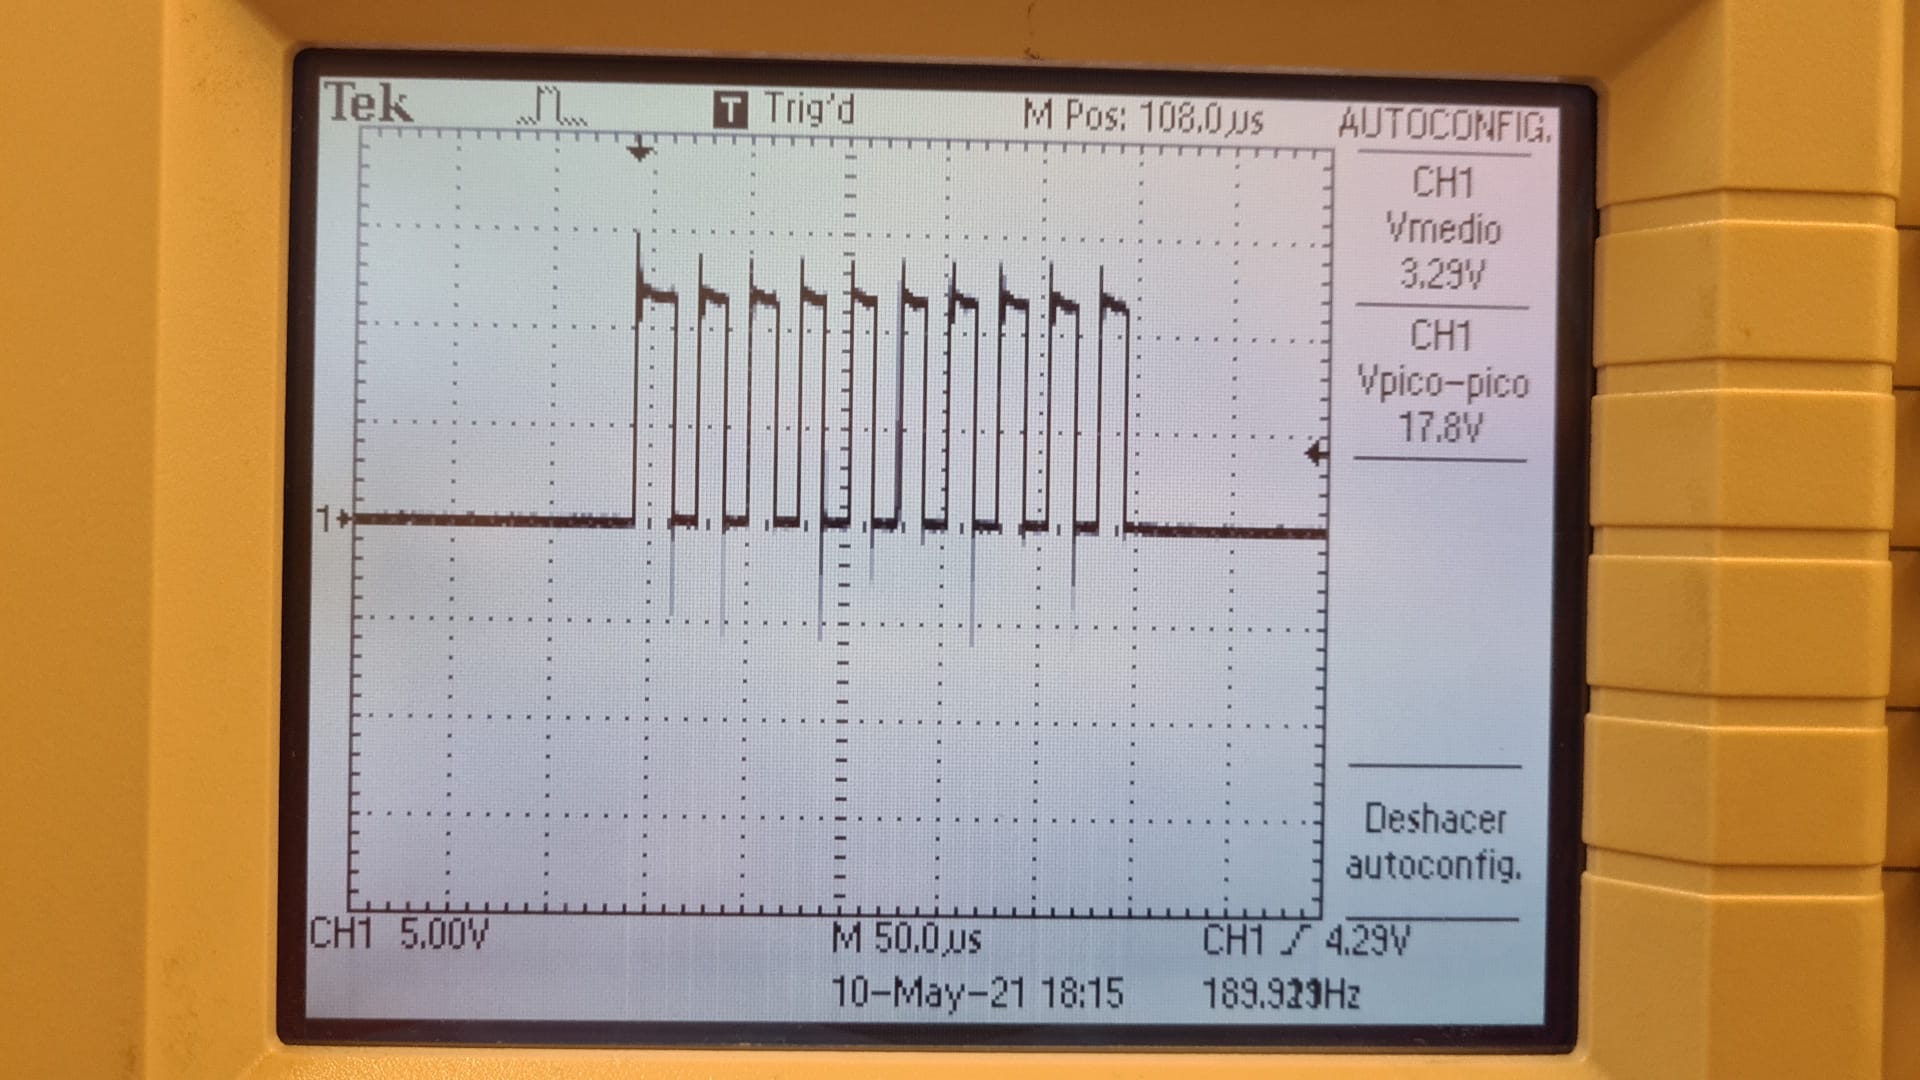 Tek T Trig'd M Pos: 108.0µs AUTOCONFIG.
CH1
Vmedio
3.29V
CH1
Vpico-pico
17.8V
1
Deshacer
autoconfig.
CH1 5.00V M 50.0µs CH1 4.29V
10-May-21 18:15